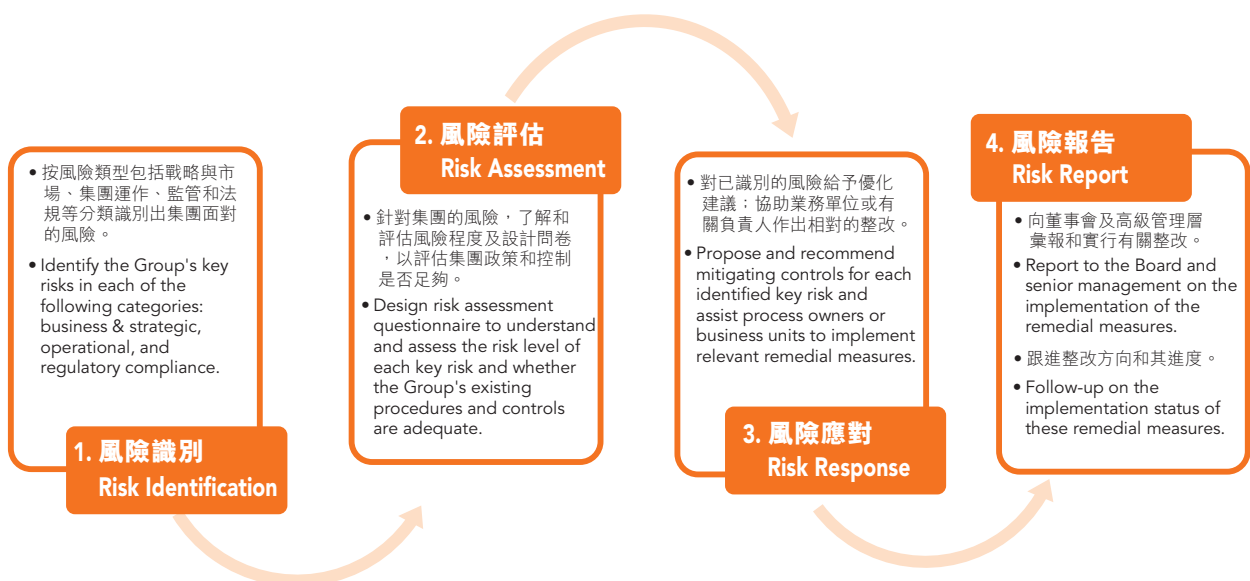 • 按風險類型包括戰略與市
場、集團運作、監管和法
規等分類識別出集團面對
的風險。
• Identify the Group's key
risks in each of the
following categories:
business & strategic,
operational, and
regulatory compliance.
1. 風險識別
Risk Identification
2. 風險評估
Risk Assessment
• 針對集團的風險，了解和
評估風險程度及設計問卷
，以評估集團政策和控制
是否足夠。
• Design risk assessment
questionnaire to understand
and assess the risk level of
each key risk and whether
the Group's existing
procedures and controls
are adequate.
• 對已識別的風險給予優化
建議；協助業務單位或有
關負責人作出相對的整改。
• Propose and recommend
mitigating controls for each
identified key risk and
assist process owners or
business units to implement
relevant remedial measures.
3. 風險應對
Risk Response
4. 風險報告
Risk Report
• 向董事會及高級管理層
彙報和實行有關整改。
• Report to the Board and
senior management on the
implementation of the
remedial measures.
• 跟進整改方向和其進度。
• Follow-up on the
implementation status of
these remedial measures.